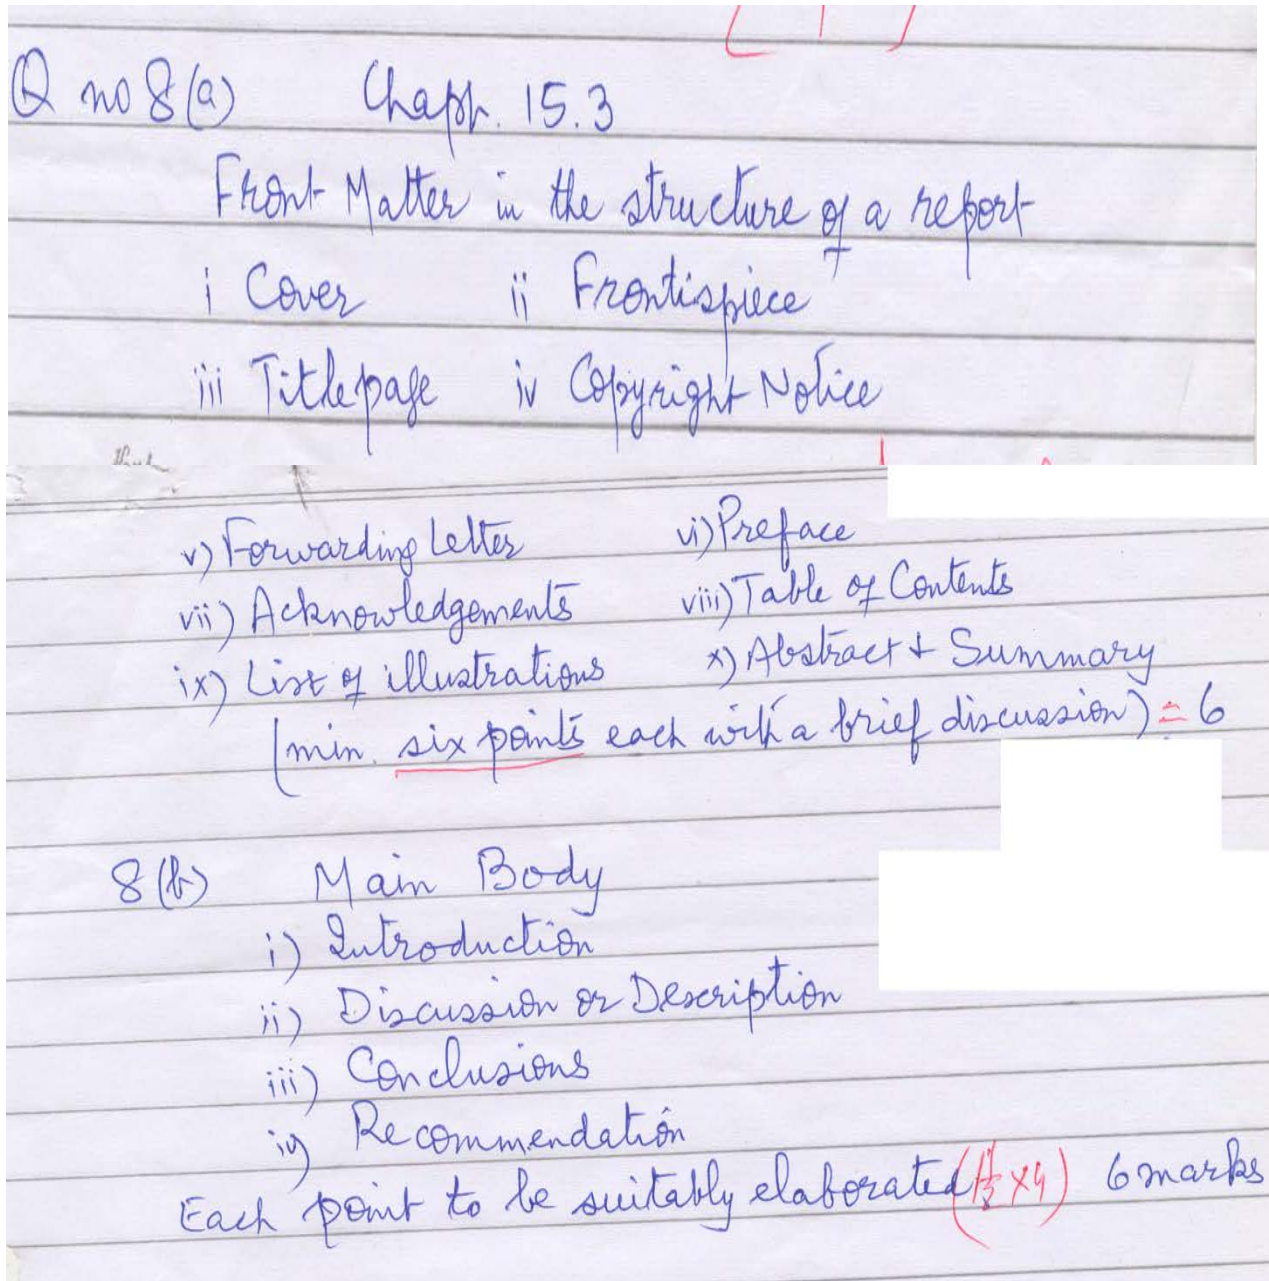 Q no 8(a) Chapt. 15.3
Front Matter in the structure of a report
i Cover ii Frontispiece
iii Titlepage iv Copyright Notice
v) Forwarding Letter vi) Preface
vii) Acknowledgements viii) Table of Contents
ix) List of illustrations x) Abstract + Summary
(min. six points each with a brief discussion) = 6
8(b) Main Body
i) Introduction
ii) Discussion or Description
iii) Conclusions
iv) Recommendation
Each point to be suitably elaborated (1½ x 4) 6 marks